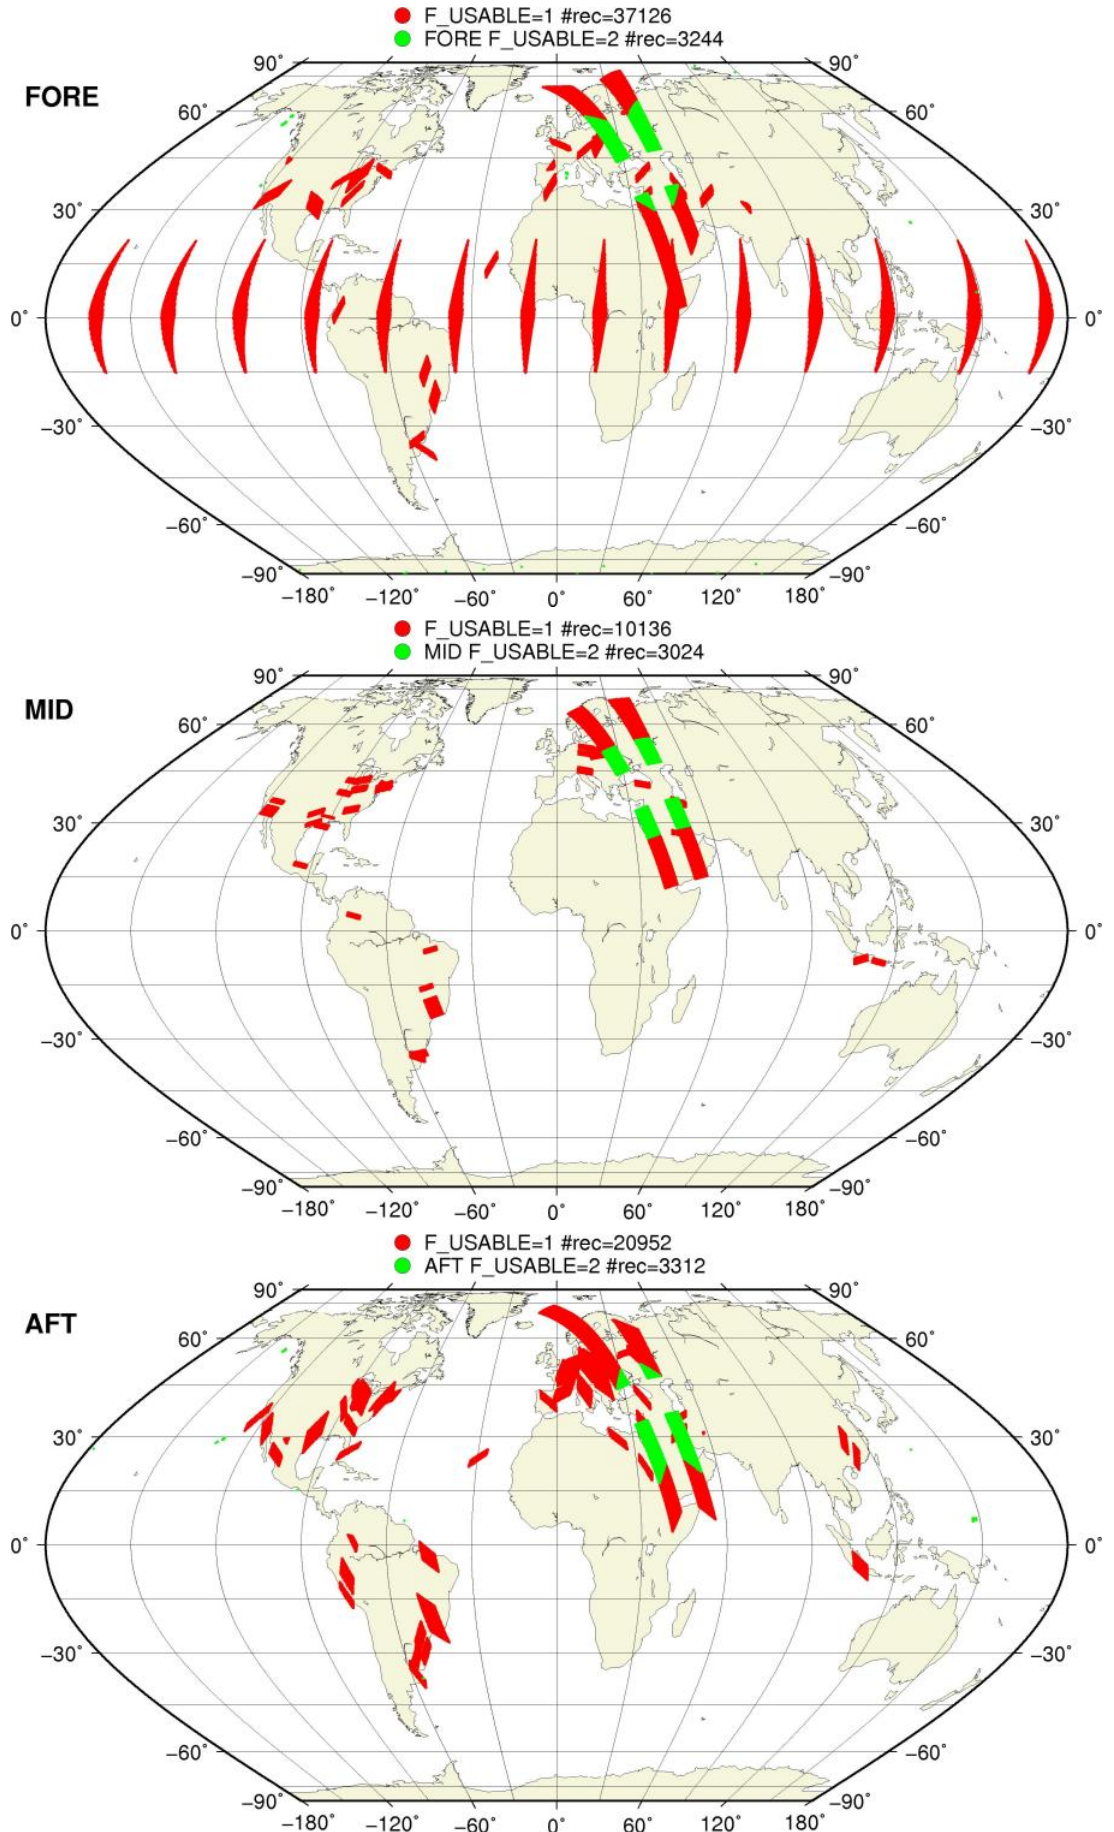 F_USABLE=1 #rec=37126
FORE F_USABLE=2 #rec=3244
FORE
90° 90°
60° 60°
30° 30°
0° 0°
−30° −30°
−60° −60°
−90° −90°
−180° −120° −60° 0° 60° 120° 180°
F_USABLE=1 #rec=10136
MID F_USABLE=2 #rec=3024
MID
90° 90°
60° 60°
30° 30°
0° 0°
−30° −30°
−60° −60°
−90° −90°
−180° −120° −60° 0° 60° 120° 180°
F_USABLE=1 #rec=20952
AFT F_USABLE=2 #rec=3312
AFT
90° 90°
60° 60°
30° 30°
0° 0°
−30° −30°
−60° −60°
−90° −90°
−180° −120° −60° 0° 60° 120° 180°